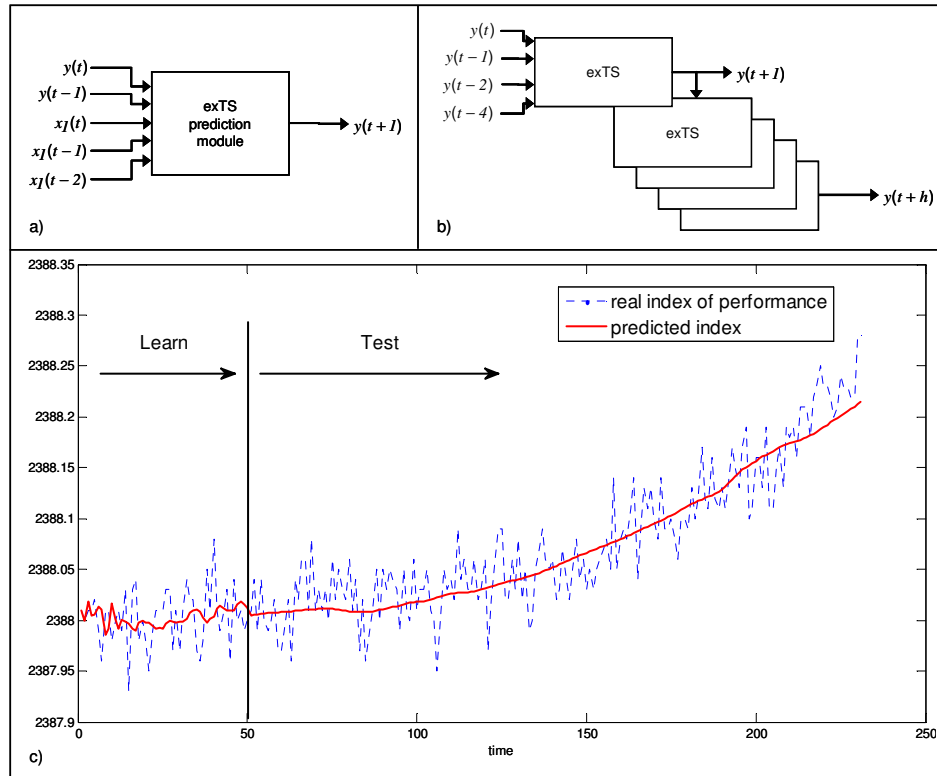 y(t)
y(t−1)
x1(t)
x1(t−1)
x1(t−2)
exTS
prediction
module
y(t+1)
a)
y(t)
y(t−1)
y(t−2)
y(t−4)
exTS
y(t+1)
exTS
y(t+h)
b)
2388.35
2388.3
2388.25
2388.2
2388.15
2388.1
2388.05
2388
2387.95
2387.9
real index of performance
predicted index
Learn
Test
0
50
100
150
200
250
time
c)